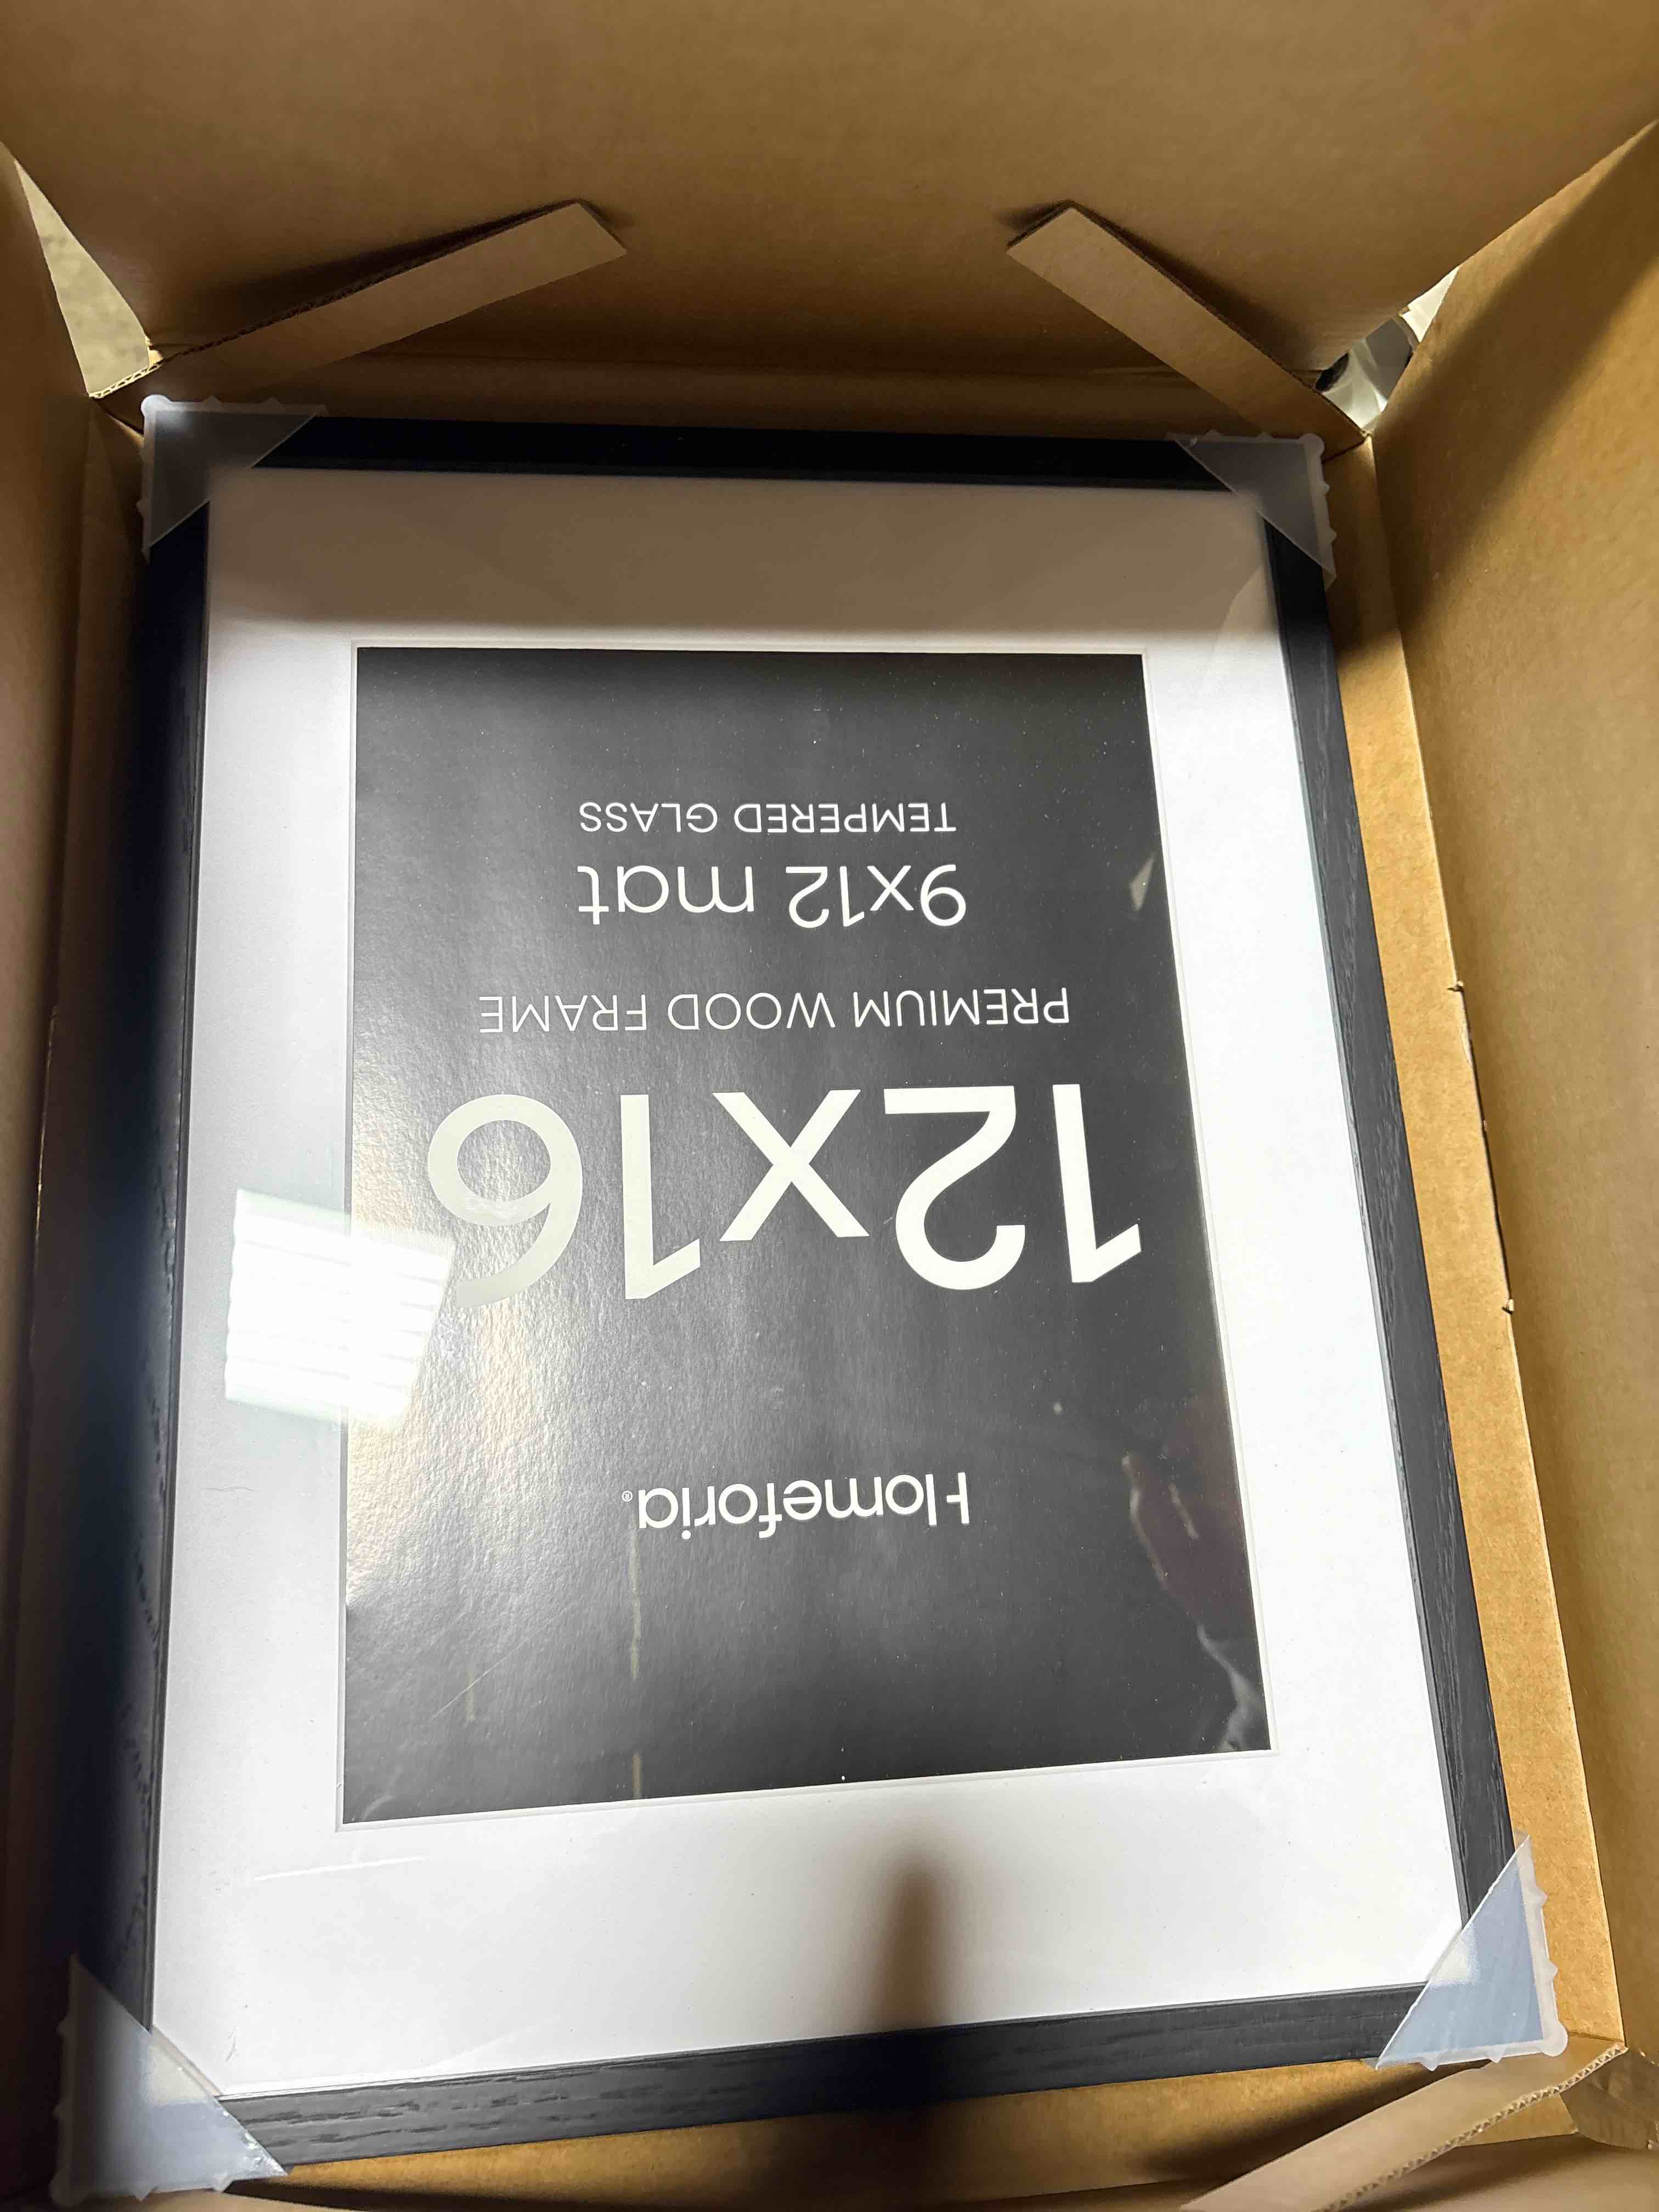 Homeforia®
12x16
PREMIUM WOOD FRAME
9x12 mat
TEMPERED GLASS